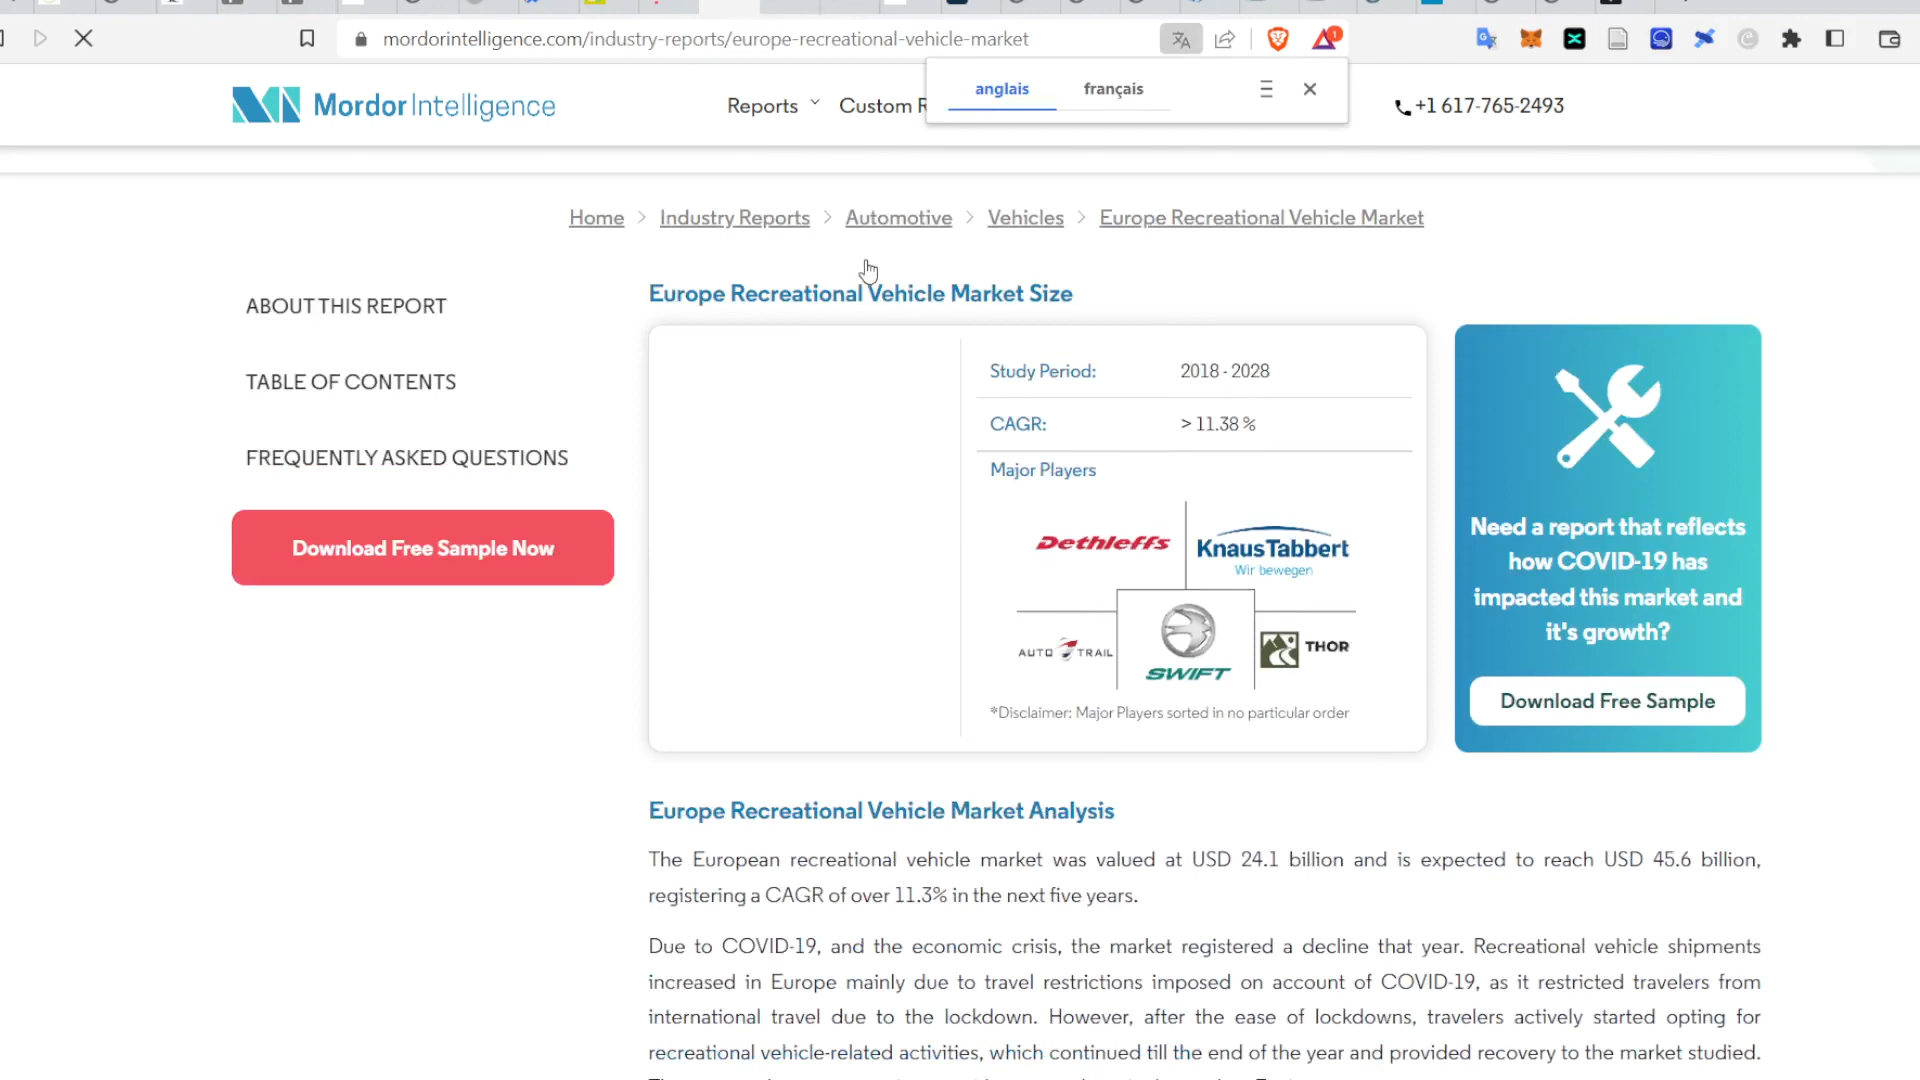 mordorintelligence.com/industry-reports/europe-recreational-vehicle-market
1
anglais
français
Mordor Intelligence
Reports
Custom R
+1 617-765-2493
Home > Industry Reports > Automotive > Vehicles > Europe Recreational Vehicle Market
ABOUT THIS REPORT
TABLE OF CONTENTS
FREQUENTLY ASKED QUESTIONS
Download Free Sample Now
Europe Recreational Vehicle Market Size
Study Period: 2018 - 2028
CAGR: > 11.38 %
Major Players
Dethleffs
KnausTabbert
Wir bewegen
AUTO TRAIL
SWIFT
THOR
*Disclaimer: Major Players sorted in no particular order
Need a report that reflects
how COVID-19 has
impacted this market and
it's growth?
Download Free Sample
Europe Recreational Vehicle Market Analysis
The European recreational vehicle market was valued at USD 24.1 billion and is expected to reach USD 45.6 billion,
registering a CAGR of over 11.3% in the next five years.
Due to COVID-19, and the economic crisis, the market registered a decline that year. Recreational vehicle shipments
increased in Europe mainly due to travel restrictions imposed on account of COVID-19, as it restricted travelers from
international travel due to the lockdown. However, after the ease of lockdowns, travelers actively started opting for
recreational vehicle-related activities, which continued till the end of the year and provided recovery to the market studied.